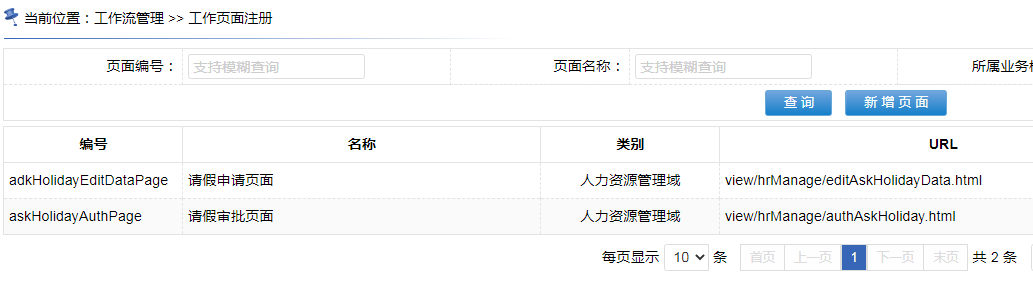 当前位置：工作流管理 >> 工作页面注册
页面编号： 支持模糊查询 页面名称： 支持模糊查询 所属业务
查 询 新 增 页 面
编号 名称 类别 URL
adkHolidayEditDataPage 请假申请页面 人力资源管理域 view/hrManage/editAskHolidayData.html
askHolidayAuthPage 请假审批页面 人力资源管理域 view/hrManage/authAskHoliday.html
每页显示 10 条 首页 上一页 1 下一页 末页 共 2 条